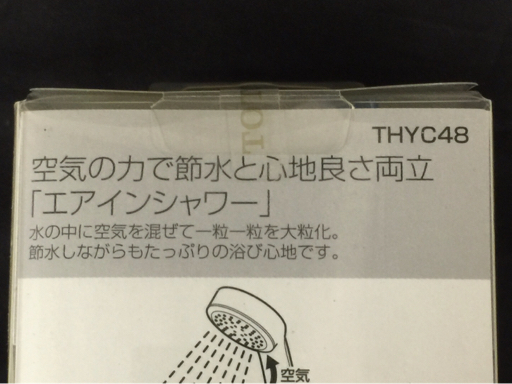 TOTO
THYC48
空気の力で節水と心地良さ両立
「エアインシャワー」
水の中に空気を混ぜて一粒一粒を大粒化。
節水しながらもたっぷりの浴び心地です。
空気